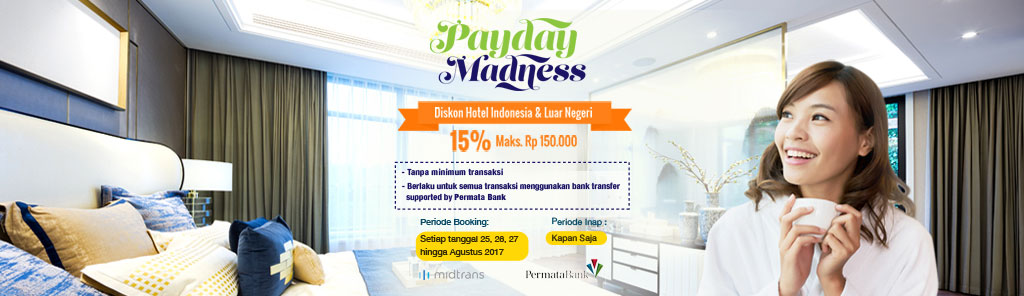 Payday
Madness
Diskon Hotel Indonesia & Luar Negeri
15% Maks. Rp 150.000
- Tanpa minimum transaksi
- Berlaku untuk semua transaksi menggunakan bank transfer
supported by Permata Bank
Periode Booking:
Periode Inap :
Setiap tanggal 25, 26, 27
hingga Agustus 2017
Kapan Saja
midtrans
PermataBank